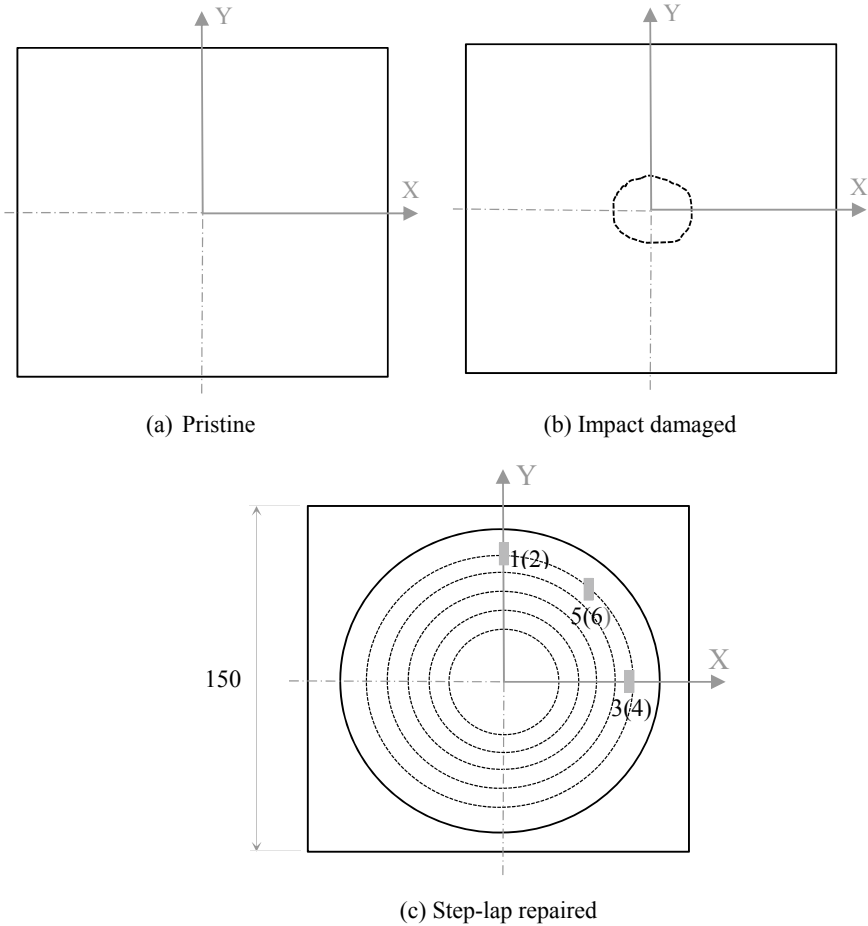 Y
X
(a) Pristine
Y
X
(b) Impact damaged
Y
1(2)
5(6)
X
150
3(4)
(c) Step-lap repaired